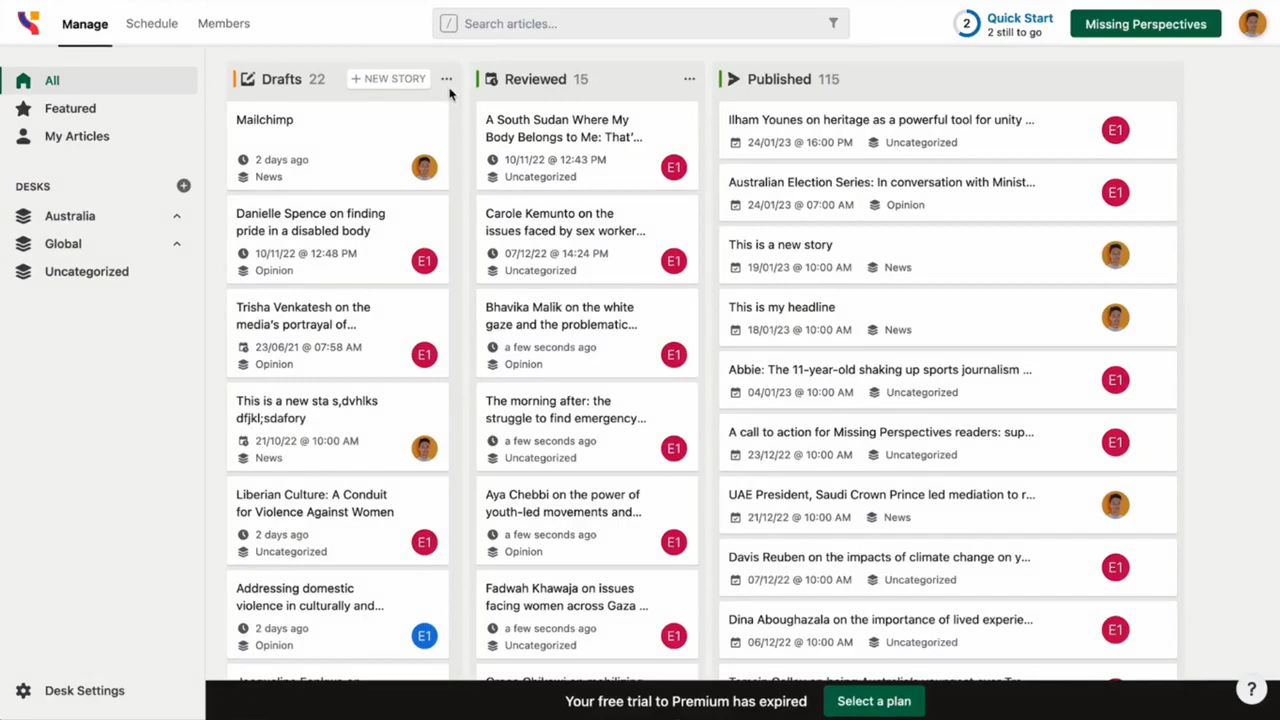 Manage
Schedule
Members
/ Search articles...
2
Quick Start
2 still to go
Missing Perspectives
All
Featured
My Articles
DESKS
Australia
Global
Uncategorized
Desk Settings
Drafts 22
+ NEW STORY
Mailchimp
2 days ago
News
Danielle Spence on finding
pride in a disabled body
10/11/22 @ 12:48 PM
Opinion
E1
Trisha Venkatesh on the
media's portrayal of...
23/06/21 @ 07:58 AM
Opinion
E1
This is a new sta s,dvhlks
dfjkl;sdafory
21/10/22 @ 10:00 AM
News
Liberian Culture: A Conduit
for Violence Against Women
2 days ago
Uncategorized
E1
Addressing domestic
violence in culturally and...
2 days ago
Opinion
E1
Reviewed 15
A South Sudan Where My
Body Belongs to Me: That'...
10/11/22 @ 12:43 PM
Uncategorized
E1
Carole Kemunto on the
issues faced by sex worker...
07/12/22 @ 14:24 PM
Uncategorized
E1
Bhavika Malik on the white
gaze and the problematic...
a few seconds ago
Opinion
E1
The morning after: the
struggle to find emergency...
a few seconds ago
Uncategorized
E1
Aya Chebbi on the power of
youth-led movements and...
a few seconds ago
Opinion
E1
Fadwah Khawaja on issues
facing women across Gaza ...
a few seconds ago
Uncategorized
E1
Published 115
Ilham Younes on heritage as a powerful tool for unity ...
24/01/23 @ 16:00 PM Uncategorized
E1
Australian Election Series: In conversation with Minist...
24/01/23 @ 07:00 AM Opinion
E1
This is a new story
19/01/23 @ 10:00 AM News
This is my headline
18/01/23 @ 10:00 AM News
Abbie: The 11-year-old shaking up sports journalism ...
04/01/23 @ 10:00 AM Uncategorized
E1
A call to action for Missing Perspectives readers: sup...
23/12/22 @ 10:00 AM Uncategorized
E1
UAE President, Saudi Crown Prince led mediation to r...
21/12/22 @ 10:00 AM News
Davis Reuben on the impacts of climate change on y...
07/12/22 @ 10:00 AM Uncategorized
E1
Dina Aboughazala on the importance of lived experie...
06/12/22 @ 10:00 AM Uncategorized
E1
Your free trial to Premium has expired
Select a plan
?